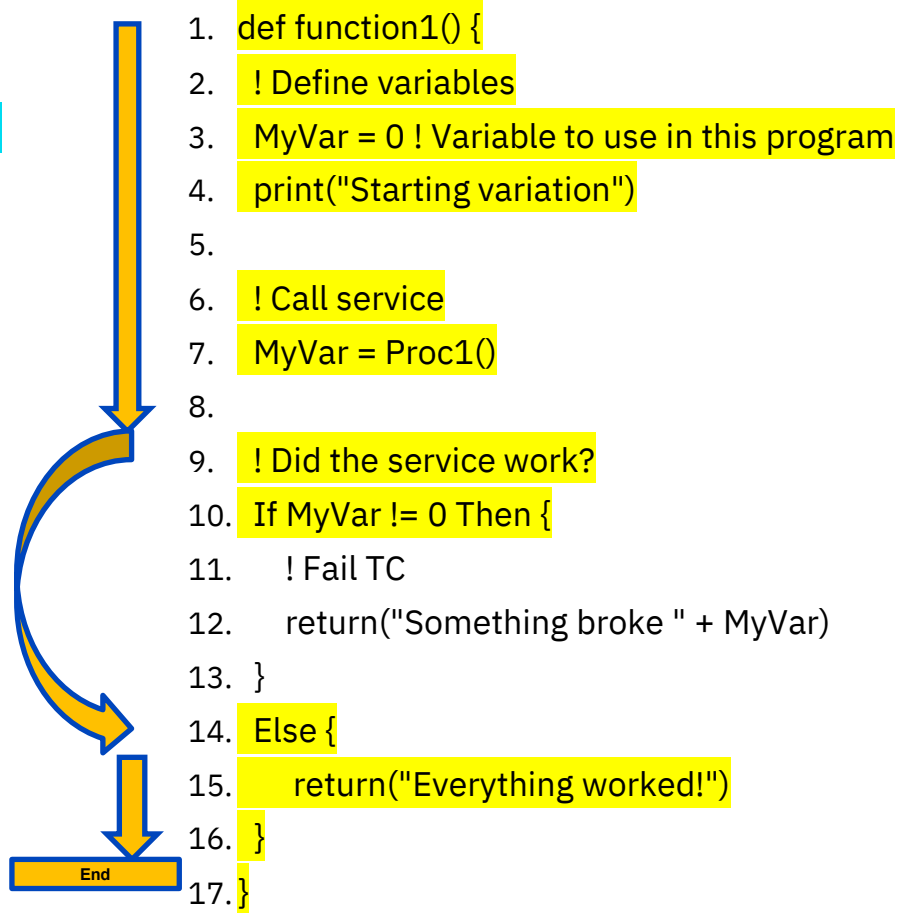 1. def function1() {
2. ! Define variables
3. MyVar = 0 ! Variable to use in this program
4. print("Starting variation")
5.
6. ! Call service
7. MyVar = Proc1()
8.
9. ! Did the service work?
10. If MyVar != 0 Then {
11. ! Fail TC
12. return("Something broke " + MyVar)
13. }
14. Else {
15. return("Everything worked!")
16. }
End
17. }